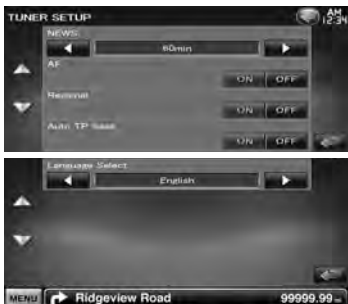 TUNER SETUP AM 12:34
NEWS
60min
AF
ON OFF
Regional
ON OFF
Auto TP Seek
ON OFF
Language Select
English
MENU Ridgeview Road 99999.99